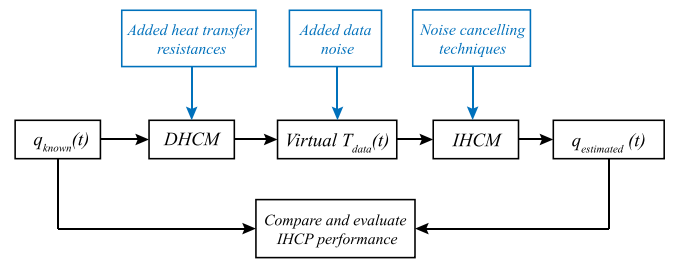 Added heat transfer
resistances
Added data
noise
Noise cancelling
techniques
q_known(t)
DHCM
Virtual T_data(t)
IHCM
q_estimated (t)
Compare and evaluate
IHCP performance